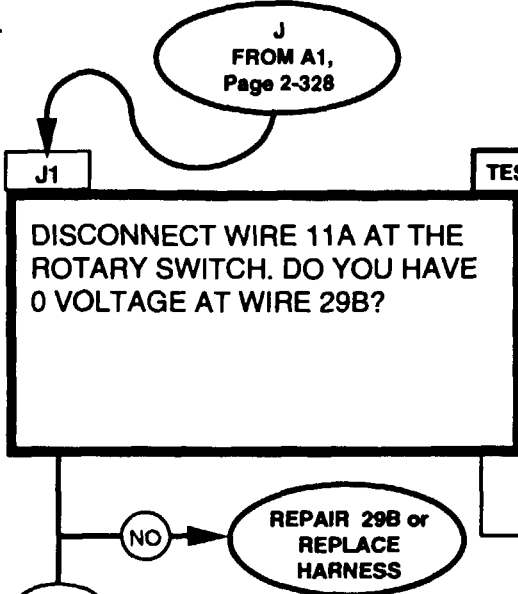 J
FROM A1,
Page 2-328
J1
DISCONNECT WIRE 11A AT THE
ROTARY SWITCH. DO YOU HAVE
0 VOLTAGE AT WIRE 29B?
NO
REPAIR 29B or
REPLACE
HARNESS